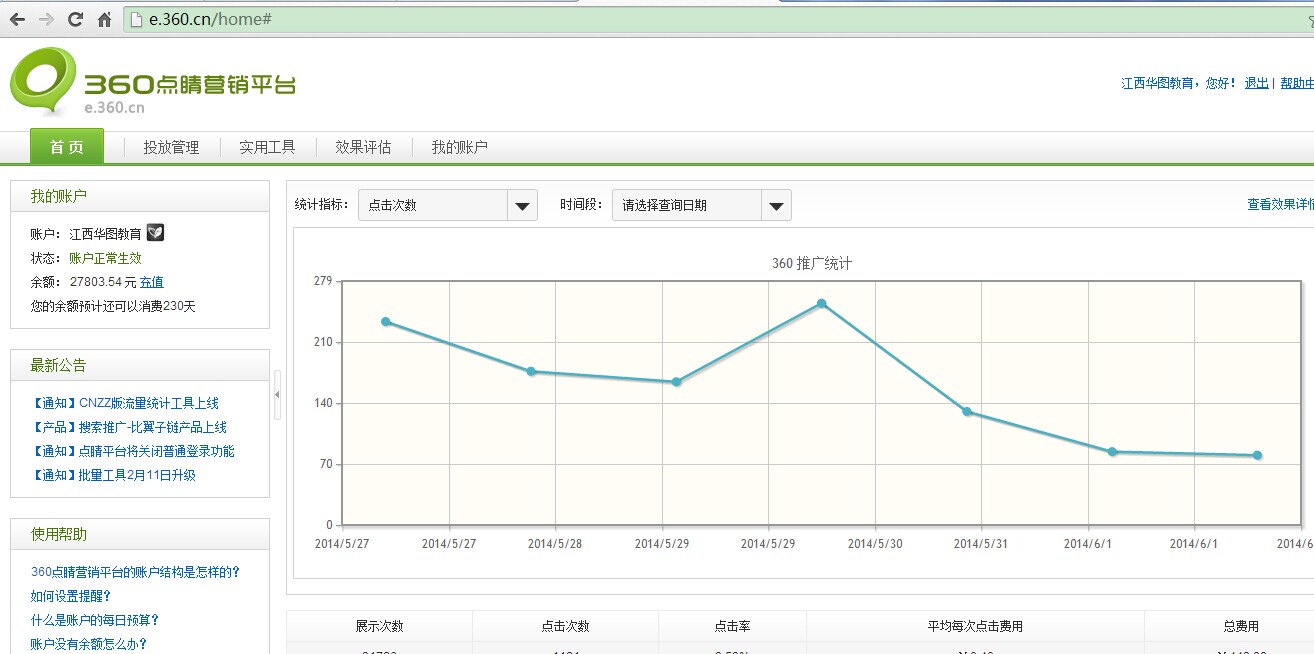 e.360.cn/home#
360点睛营销平台
e.360.cn
江西华图教育，您好！ 退出 | 帮助中
首 页 投放管理 实用工具 效果评估 我的账户
我的账户
账户： 江西华图教育
状态： 账户正常生效
余额： 27803.54 元 充值
您的余额预计还可以消费230天
最新公告
【通知】CNZZ版流量统计工具上线
【产品】搜索推广-比翼子链产品上线
【通知】点睛平台将关闭普通登录功能
【通知】批量工具2月11日升级
使用帮助
360点睛营销平台的账户结构是怎样的?
如何设置提醒?
什么是账户的每日预算?
账户没有余额怎么办?
统计指标： 点击次数 时间段： 请选择查询日期 查看效果详情
360 推广统计
279
210
140
70
0
2014/5/27 2014/5/27 2014/5/28 2014/5/29 2014/5/29 2014/5/30 2014/5/31 2014/6/1 2014/6/1 2014/6
展示次数 点击次数 点击率 平均每次点击费用 总费用